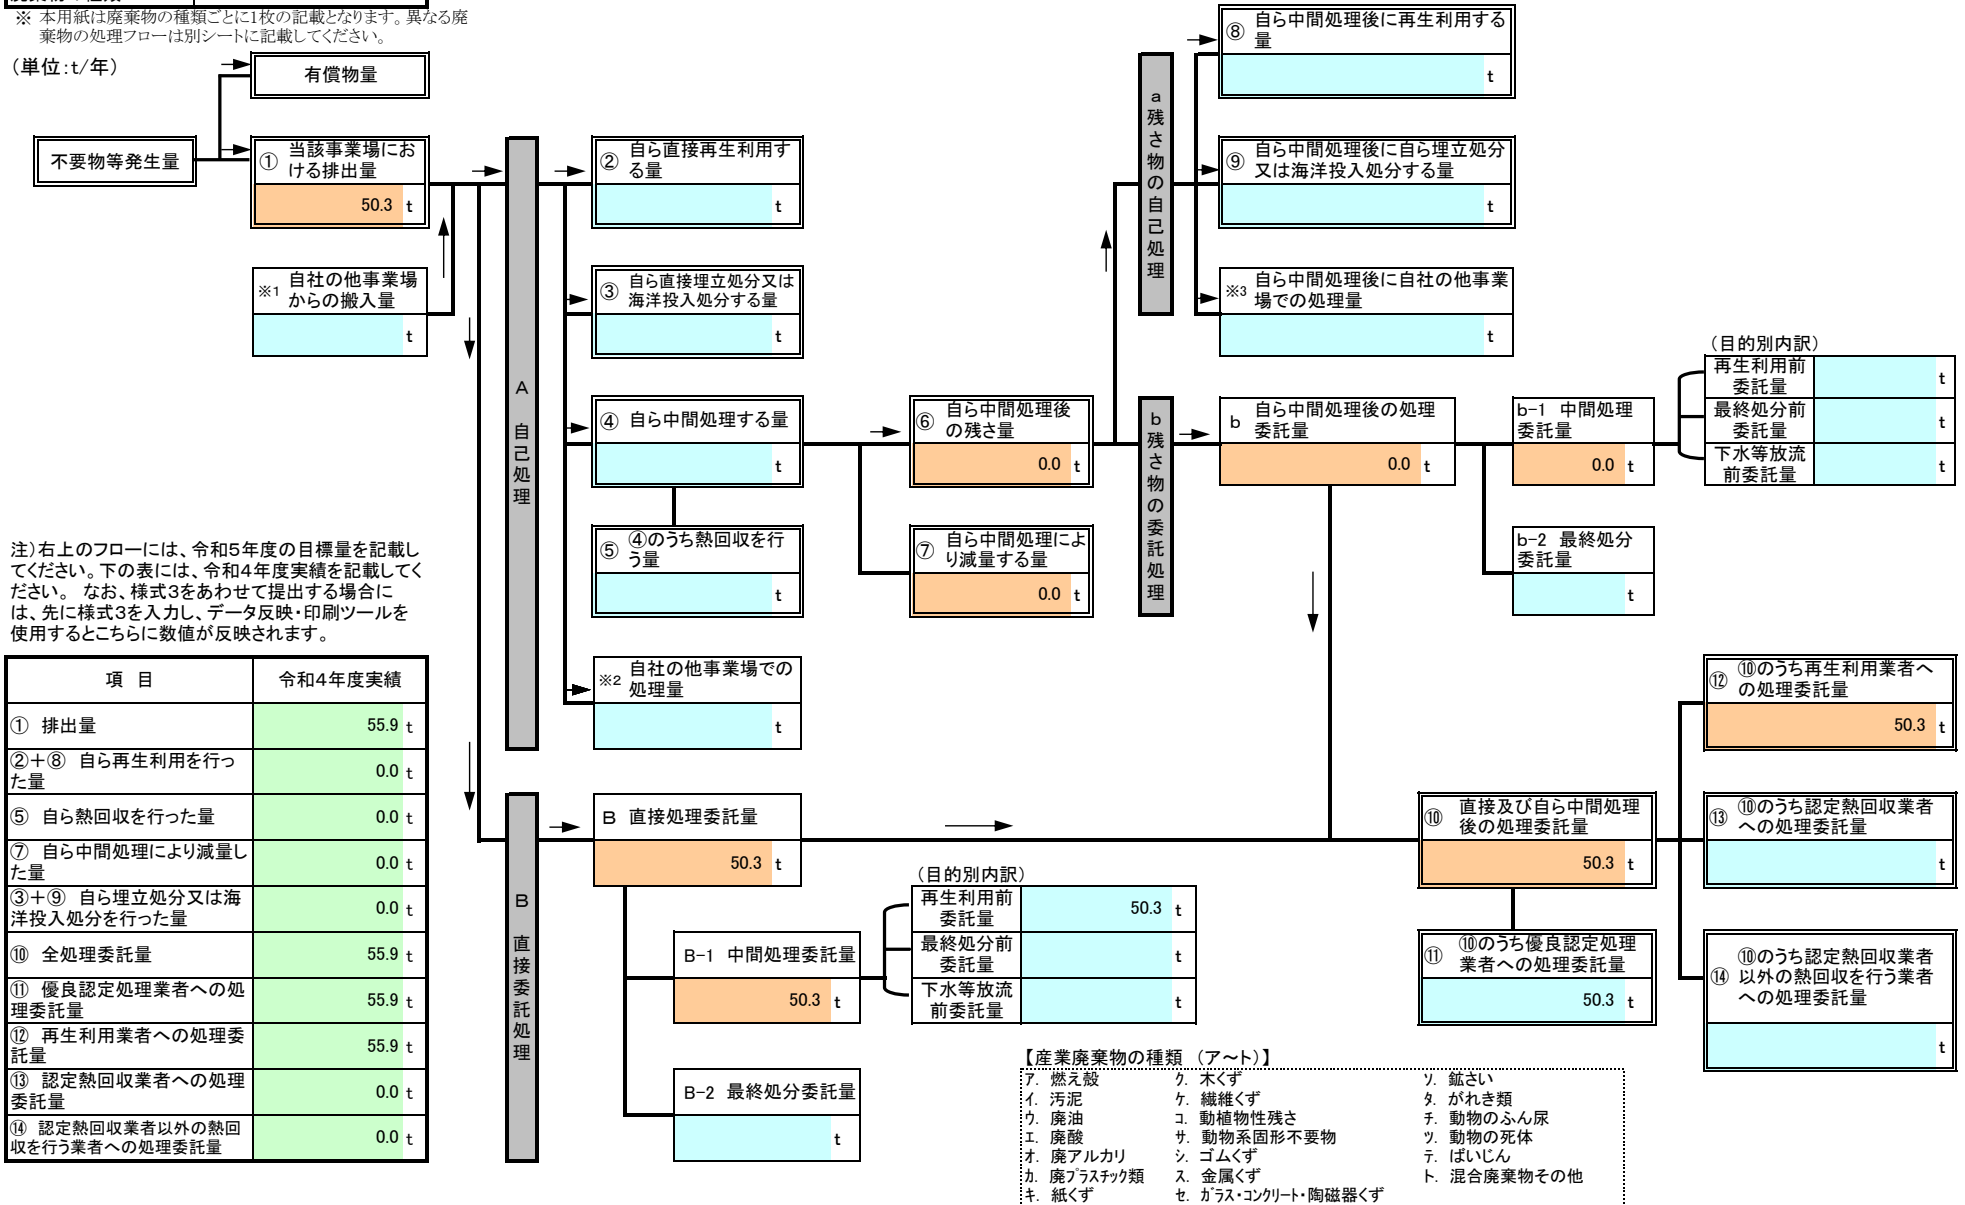 ※ 本用紙は廃棄物の種類ごとに1枚の記載となります。異なる廃
棄物の処理フローは別シートに記載してください。
(単位:t/年)
有償物量
不要物等発生量
① 当該事業場にお
ける排出量
50.3 t
※1 自社の他事業場
からの搬入量
t
A 自己処理
② 自ら直接再生利用す
る量
t
③ 自ら直接埋立処分又は
海洋投入処分する量
t
④ 自ら中間処理する量
t
⑤ ④のうち熱回収を行
う量
t
※2 自社の他事業場での
処理量
t
⑥ 自ら中間処理後
の残さ量
0.0 t
⑦ 自ら中間処理によ
り減量する量
0.0 t
a 残さ物の自己処理
⑧ 自ら中間処理後に再生利用する
量
t
⑨ 自ら中間処理後に自ら埋立処分
又は海洋投入処分する量
t
※3 自ら中間処理後に自社の他事業
場での処理量
t
b 残さ物の委託処理
b 自ら中間処理後の処理
委託量
0.0 t
b-1 中間処理
委託量
0.0 t
(目的別内訳)
再生利用前
委託量
t
最終処分前
委託量
t
下水等放流
前委託量
t
b-2 最終処分
委託量
t
注)右上のフローには、令和5年度の目標量を記載し
てください。下の表には、令和4年度実績を記載してく
ださい。 なお、様式3をあわせて提出する場合に
は、先に様式3を入力し、データ反映・印刷ツールを
使用するとこちらに数値が反映されます。
項 目 令和4年度実績
① 排出量 55.9 t
②+⑧ 自ら再生利用を行っ
た量 0.0 t
⑤ 自ら熱回収を行った量 0.0 t
⑦ 自ら中間処理により減量し
た量 0.0 t
③+⑨ 自ら埋立処分又は海
洋投入処分を行った量 0.0 t
⑩ 全処理委託量 55.9 t
⑪ 優良認定処理業者への処
理委託量 55.9 t
⑫ 再生利用業者への処理委
託量 55.9 t
⑬ 認定熱回収業者への処理
委託量 0.0 t
⑭ 認定熱回収業者以外の熱回
収を行う業者への処理委託量 0.0 t
B 直接委託処理
B 直接処理委託量
50.3 t
B-1 中間処理委託量
50.3 t
B-2 最終処分委託量
t
(目的別内訳)
再生利用前
委託量
50.3 t
最終処分前
委託量
t
下水等放流
前委託量
t
⑩ 直接及び自ら中間処理
後の処理委託量
50.3 t
⑪ ⑩のうち優良認定処理
業者への処理委託量
50.3 t
⑫ ⑩のうち再生利用業者へ
の処理委託量
50.3 t
⑬ ⑩のうち認定熱回収業者
への処理委託量
t
⑭ ⑩のうち認定熱回収業者
以外の熱回収を行う業者
への処理委託量
t
【産業廃棄物の種類 (ア~ト)】
ア. 燃え殻 ク. 木くず ソ. 鉱さい
イ. 汚泥 ケ. 繊維くず タ. がれき類
ウ. 廃油 コ. 動植物性残さ チ. 動物のふん尿
エ. 廃酸 サ. 動物系固形不要物 ツ. 動物の死体
オ. 廃アルカリ シ. ゴムくず テ. ばいじん
カ. 廃プラスチック類 ス. 金属くず ト. 混合廃棄物その他
キ. 紙くず セ. ガラス・コンクリート・陶磁器くず